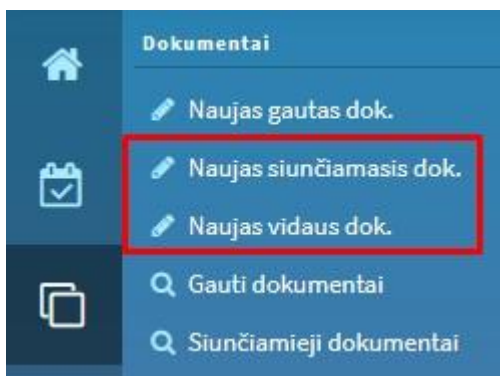 Dokumentai
Naujas gautas dok.
Naujas siunčiamasis dok.
Naujas vidaus dok.
Gauti dokumentai
Siunčiamieji dokumentai